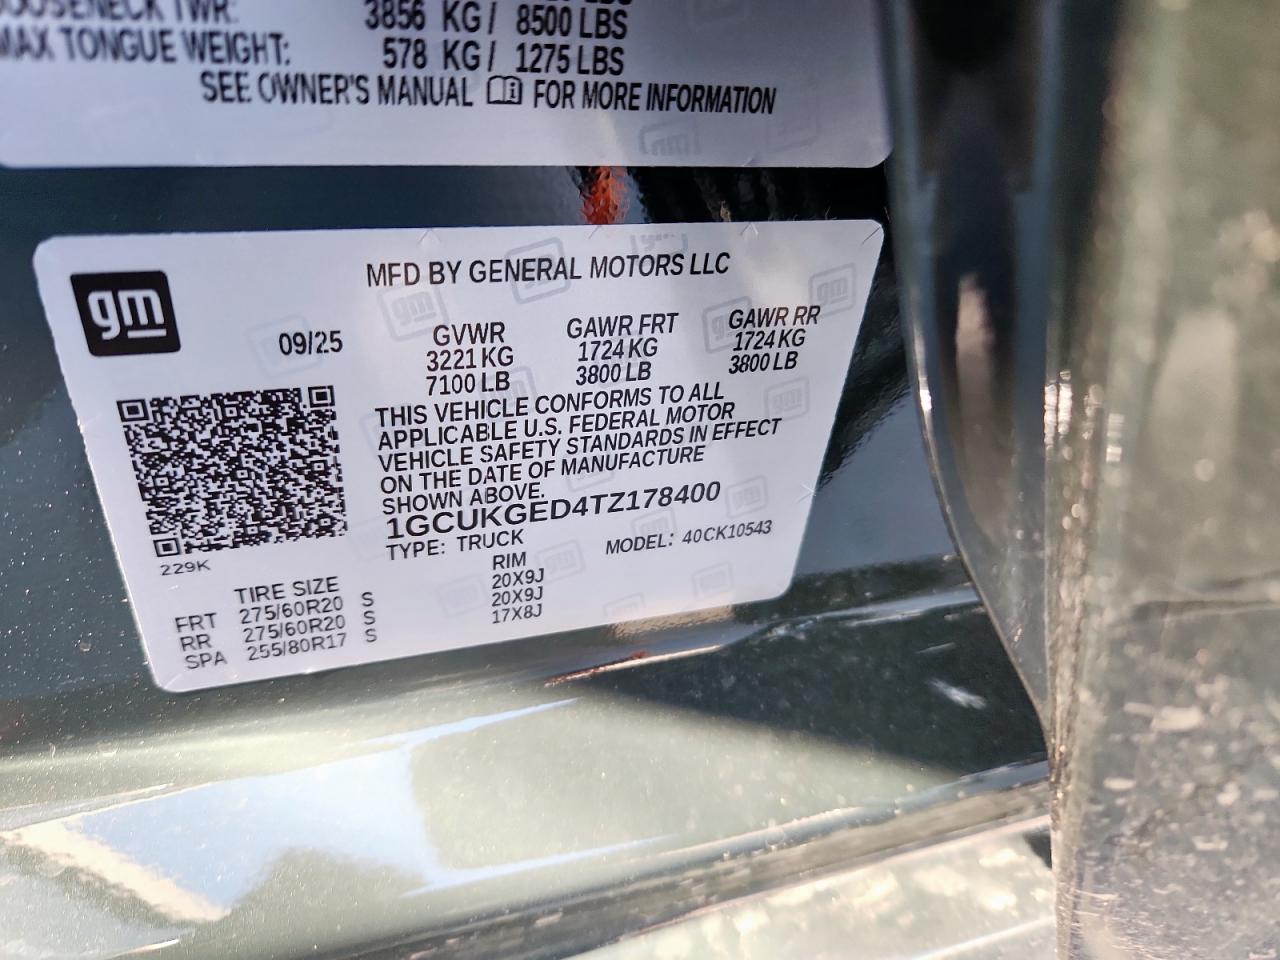 GOOSENECK TWR: 3856 KG / 8500 LBS
MAX TONGUE WEIGHT: 578 KG / 1275 LBS
SEE OWNER'S MANUAL FOR MORE INFORMATION
gm
MFD BY GENERAL MOTORS LLC
09/25
GVWR GAWR FRT GAWR RR
3221 KG 1724 KG 1724 KG
7100 LB 3800 LB 3800 LB
THIS VEHICLE CONFORMS TO ALL
APPLICABLE U.S. FEDERAL MOTOR
VEHICLE SAFETY STANDARDS IN EFFECT
ON THE DATE OF MANUFACTURE
SHOWN ABOVE.
1GCUKGED4TZ178400
TYPE: TRUCK MODEL: 40CK10543
229K
TIRE SIZE RIM
FRT 275/60R20 S 20X9J
RR 275/60R20 S 20X9J
SPA 255/80R17 S 17X8J